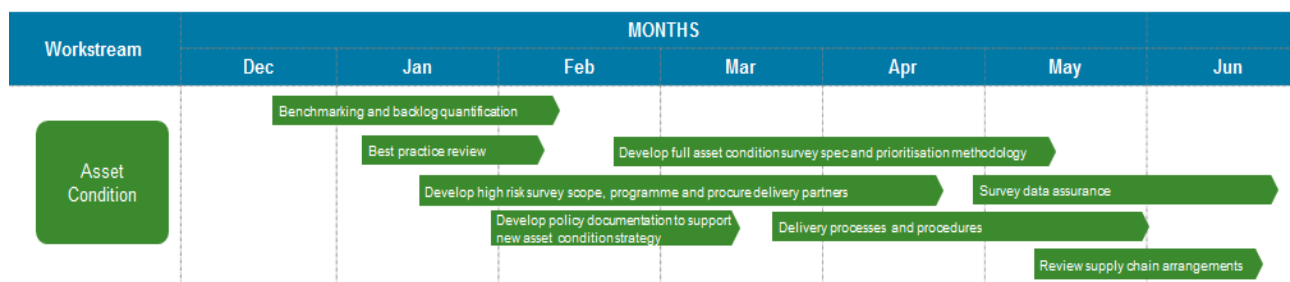 Workstream
MONTHS
Dec Jan Feb Mar Apr May Jun
Asset
Condition
Benchmarking and backlog quantification
Best practice review
Develop full asset condition survey spec and prioritisation methodology
Develop high risk survey scope, programme and procure delivery partners
Survey data assurance
Develop policy documentation to support
new asset condition strategy
Delivery processes and procedures
Review supply chain arrangements